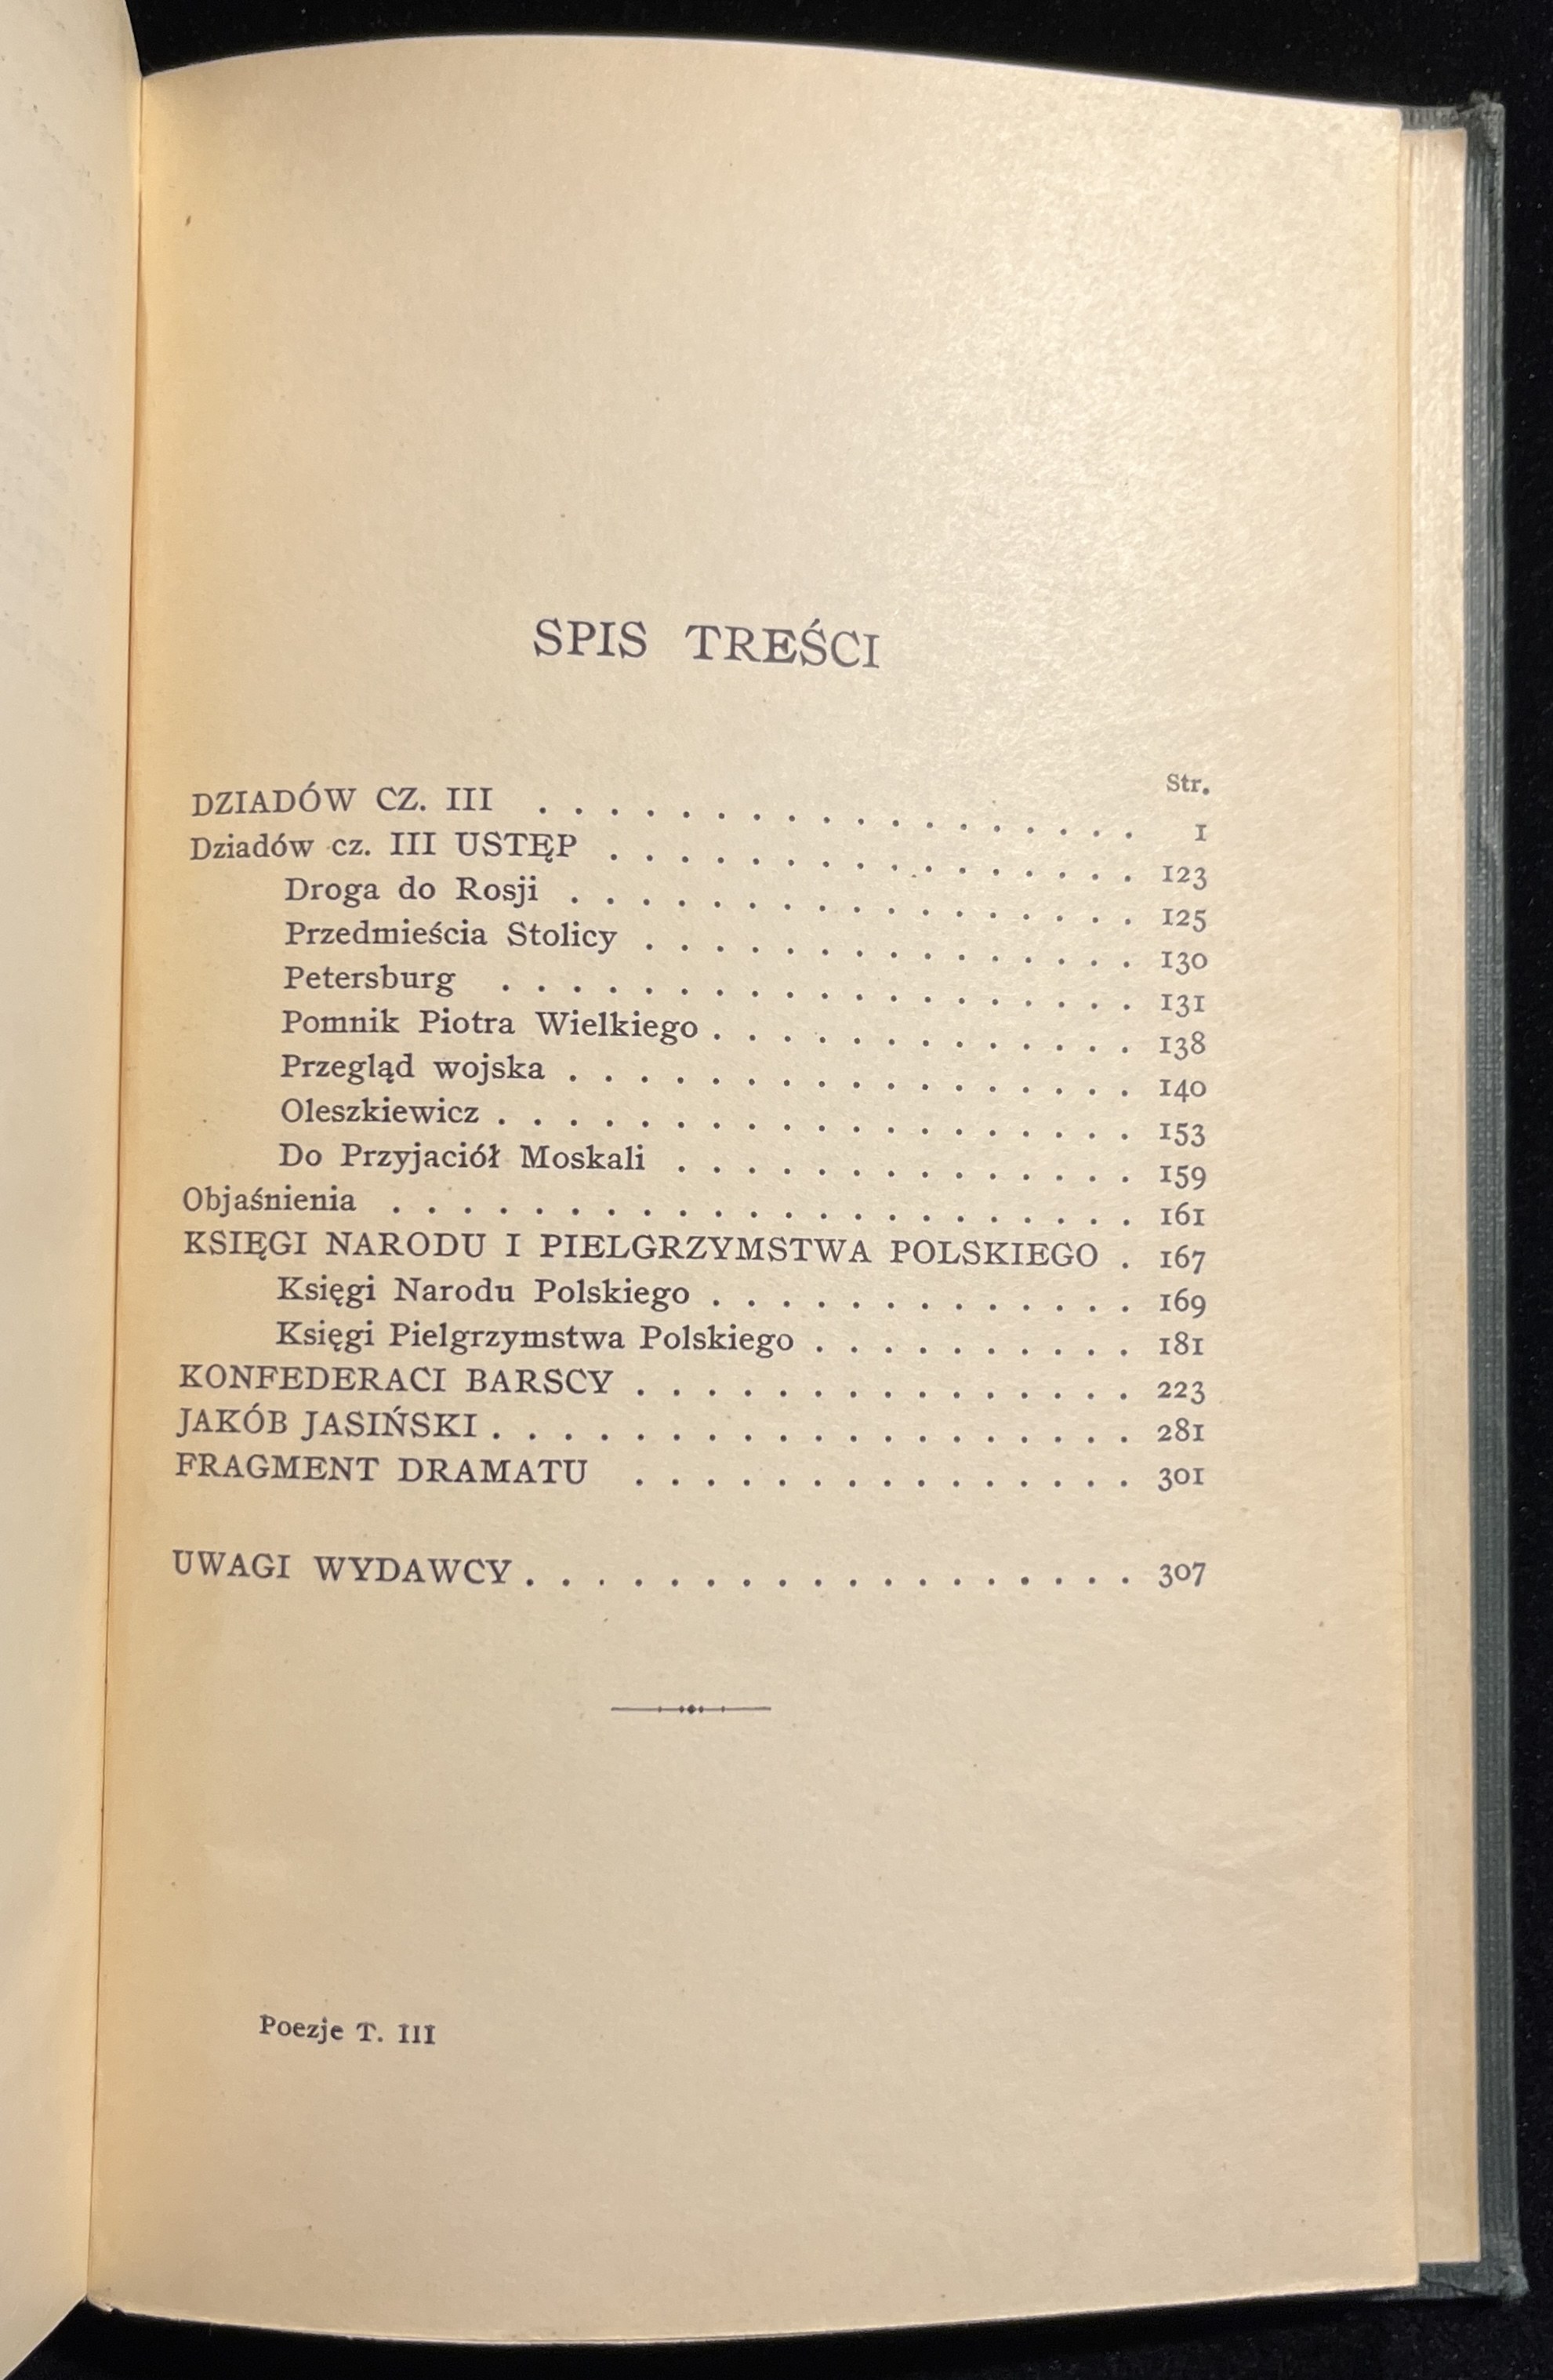 SPIS TREŚCI
Str.
DZIADÓW CZ. III . . . . . . . . . . . . . . . . . 1
Dziadów cz. III USTĘP . . . . . . . . . . . . . . . 123
Droga do Rosji . . . . . . . . . . . . . . . . 125
Przedmieścia Stolicy . . . . . . . . . . . . . . 130
Petersburg . . . . . . . . . . . . . . . . . . 131
Pomnik Piotra Wielkiego . . . . . . . . . . . . 138
Przegląd wojska . . . . . . . . . . . . . . . . 140
Oleszkiewicz . . . . . . . . . . . . . . . . . . 153
Do Przyjaciół Moskali . . . . . . . . . . . . . 159
Objaśnienia . . . . . . . . . . . . . . . . . . . . . 161
KSIĘGI NARODU I PIELGRZYMSTWA POLSKIEGO . 167
Księgi Narodu Polskiego . . . . . . . . . . . . 169
Księgi Pielgrzymstwa Polskiego . . . . . . . . . 181
KONFEDERACI BARSCY . . . . . . . . . . . . . . 223
JAKÓB JASIŃSKI . . . . . . . . . . . . . . . . . . 281
FRAGMENT DRAMATU . . . . . . . . . . . . . . 301
UWAGI WYDAWCY . . . . . . . . . . . . . . . . . 307
Poezje T. III